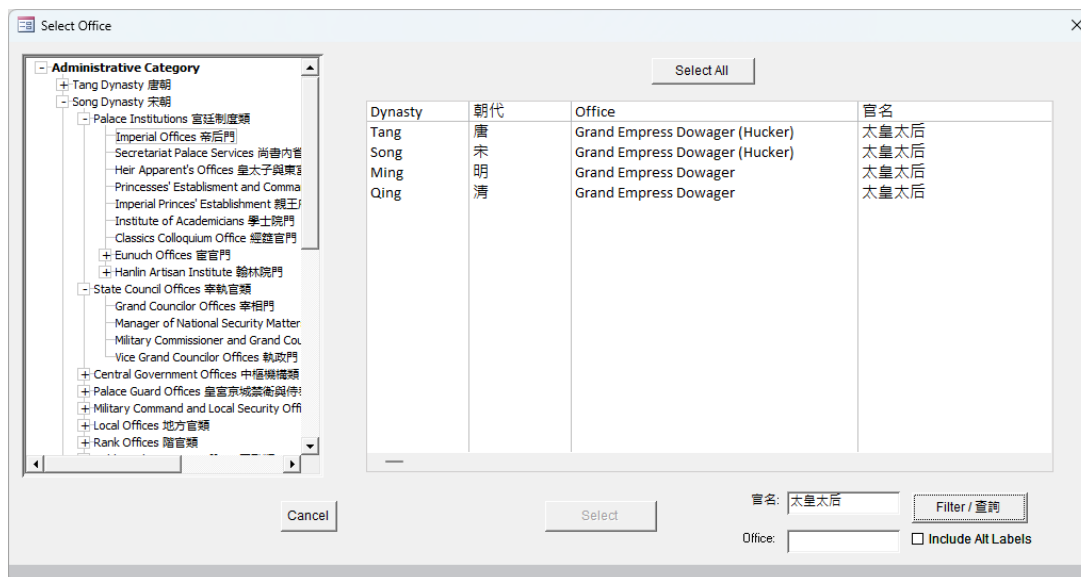 Select Office
Administrative Category
Tang Dynasty 唐朝
Song Dynasty 宋朝
Palace Institutions 宮廷制度類
Imperial Offices 帝后門
Secretariat Palace Services 尚書內省
Heir Apparent's Offices 皇太子與東宮
Princesses' Establisment and Comma
Imperial Princes' Establishment 親王府
Institute of Academicians 學士院門
Classics Colloquium Office 經筵官門
Eunuch Offices 宦官門
Hanlin Artisan Institute 翰林院門
State Council Offices 宰執官類
Grand Councilor Offices 宰相門
Manager of National Security Matter
Military Commissioner and Grand Cou
Vice Grand Councilor Offices 執政門
Central Government Offices 中樞機構類
Palace Guard Offices 皇宮京城禁衛與侍
Military Command and Local Security Offi
Local Offices 地方官類
Rank Offices 階官類
Select All
Dynasty 朝代 Office 官名
Tang 唐 Grand Empress Dowager (Hucker) 太皇太后
Song 宋 Grand Empress Dowager (Hucker) 太皇太后
Ming 明 Grand Empress Dowager 太皇太后
Qing 清 Grand Empress Dowager 太皇太后
官名: 太皇太后 Filter / 查詢
Cancel Select
Office: Include Alt Labels